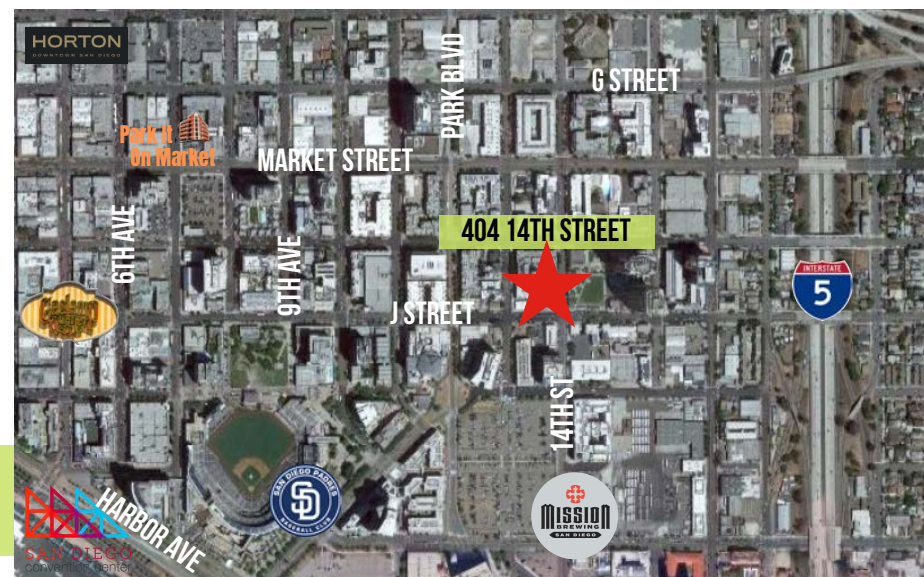 HORTON
DOWNTOWN SAN DIEGO
PARK BLVD
G STREET
Park It
On Market
MARKET STREET
6TH AVE
9TH AVE
404 14TH STREET
J STREET
INTERSTATE
5
14TH ST
SAN DIEGO PADRES
SD
BASEBALL CLUB
MISSION
BREWING
SAN DIEGO
HARBOR AVE
SAN DIEGO
convention center